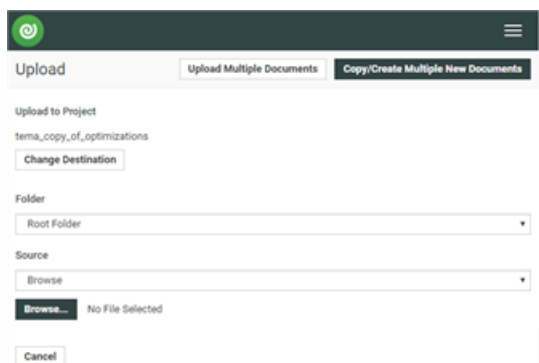 Upload
Upload Multiple Documents
Copy/Create Multiple New Documents
Upload to Project
tema_copy_of_optimizations
Change Destination
Folder
Root Folder
Source
Browse
Browse... No File Selected
Cancel